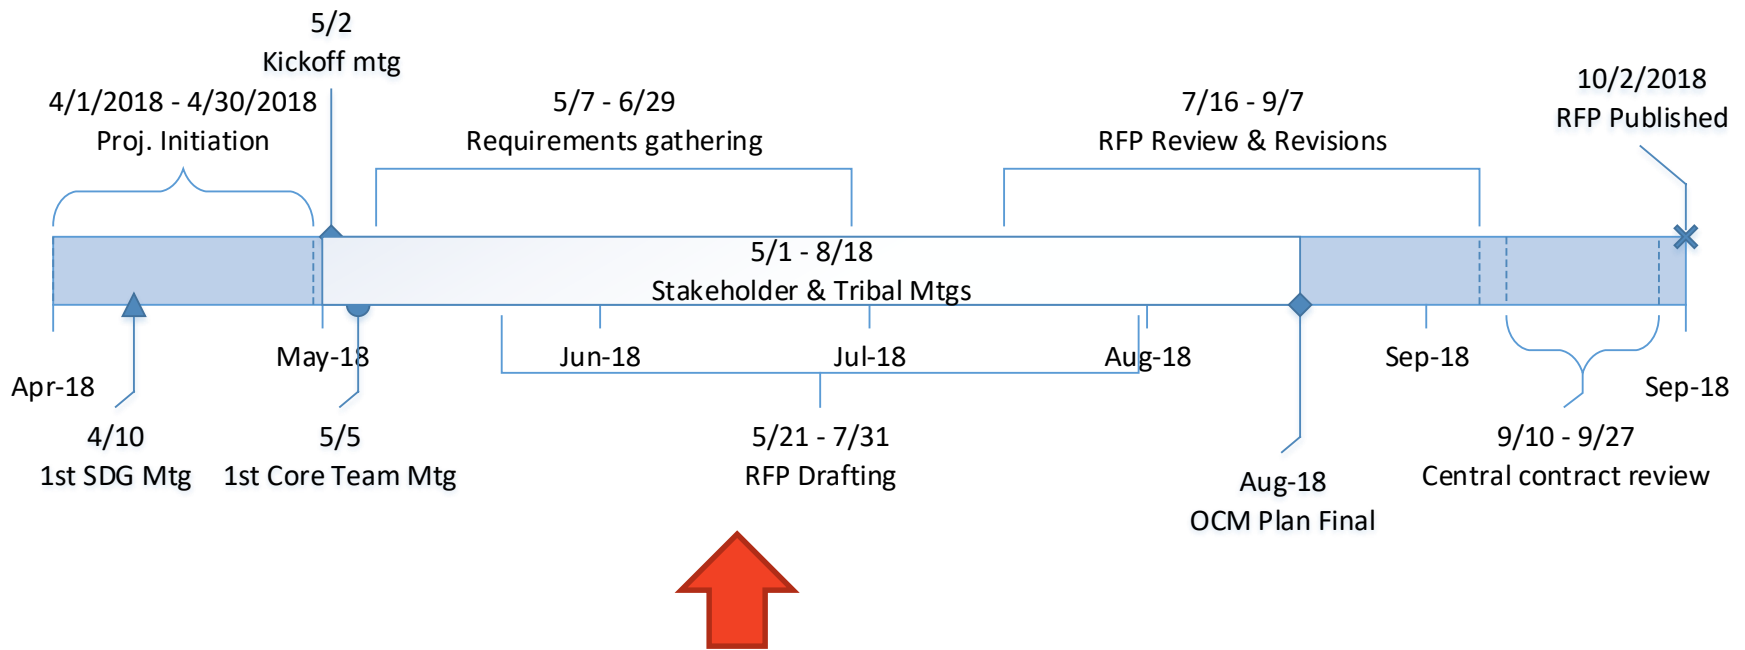 5/2
Kickoff mtg
4/1/2018 - 4/30/2018
Proj. Initiation
5/7 - 6/29
Requirements gathering
7/16 - 9/7
RFP Review & Revisions
10/2/2018
RFP Published
5/1 - 8/18
Stakeholder & Tribal Mtgs
Apr-18
May-18
Jun-18
Jul-18
Aug-18
Sep-18
Sep-18
4/10
1st SDG Mtg
5/5
1st Core Team Mtg
5/21 - 7/31
RFP Drafting
Aug-18
OCM Plan Final
9/10 - 9/27
Central contract review